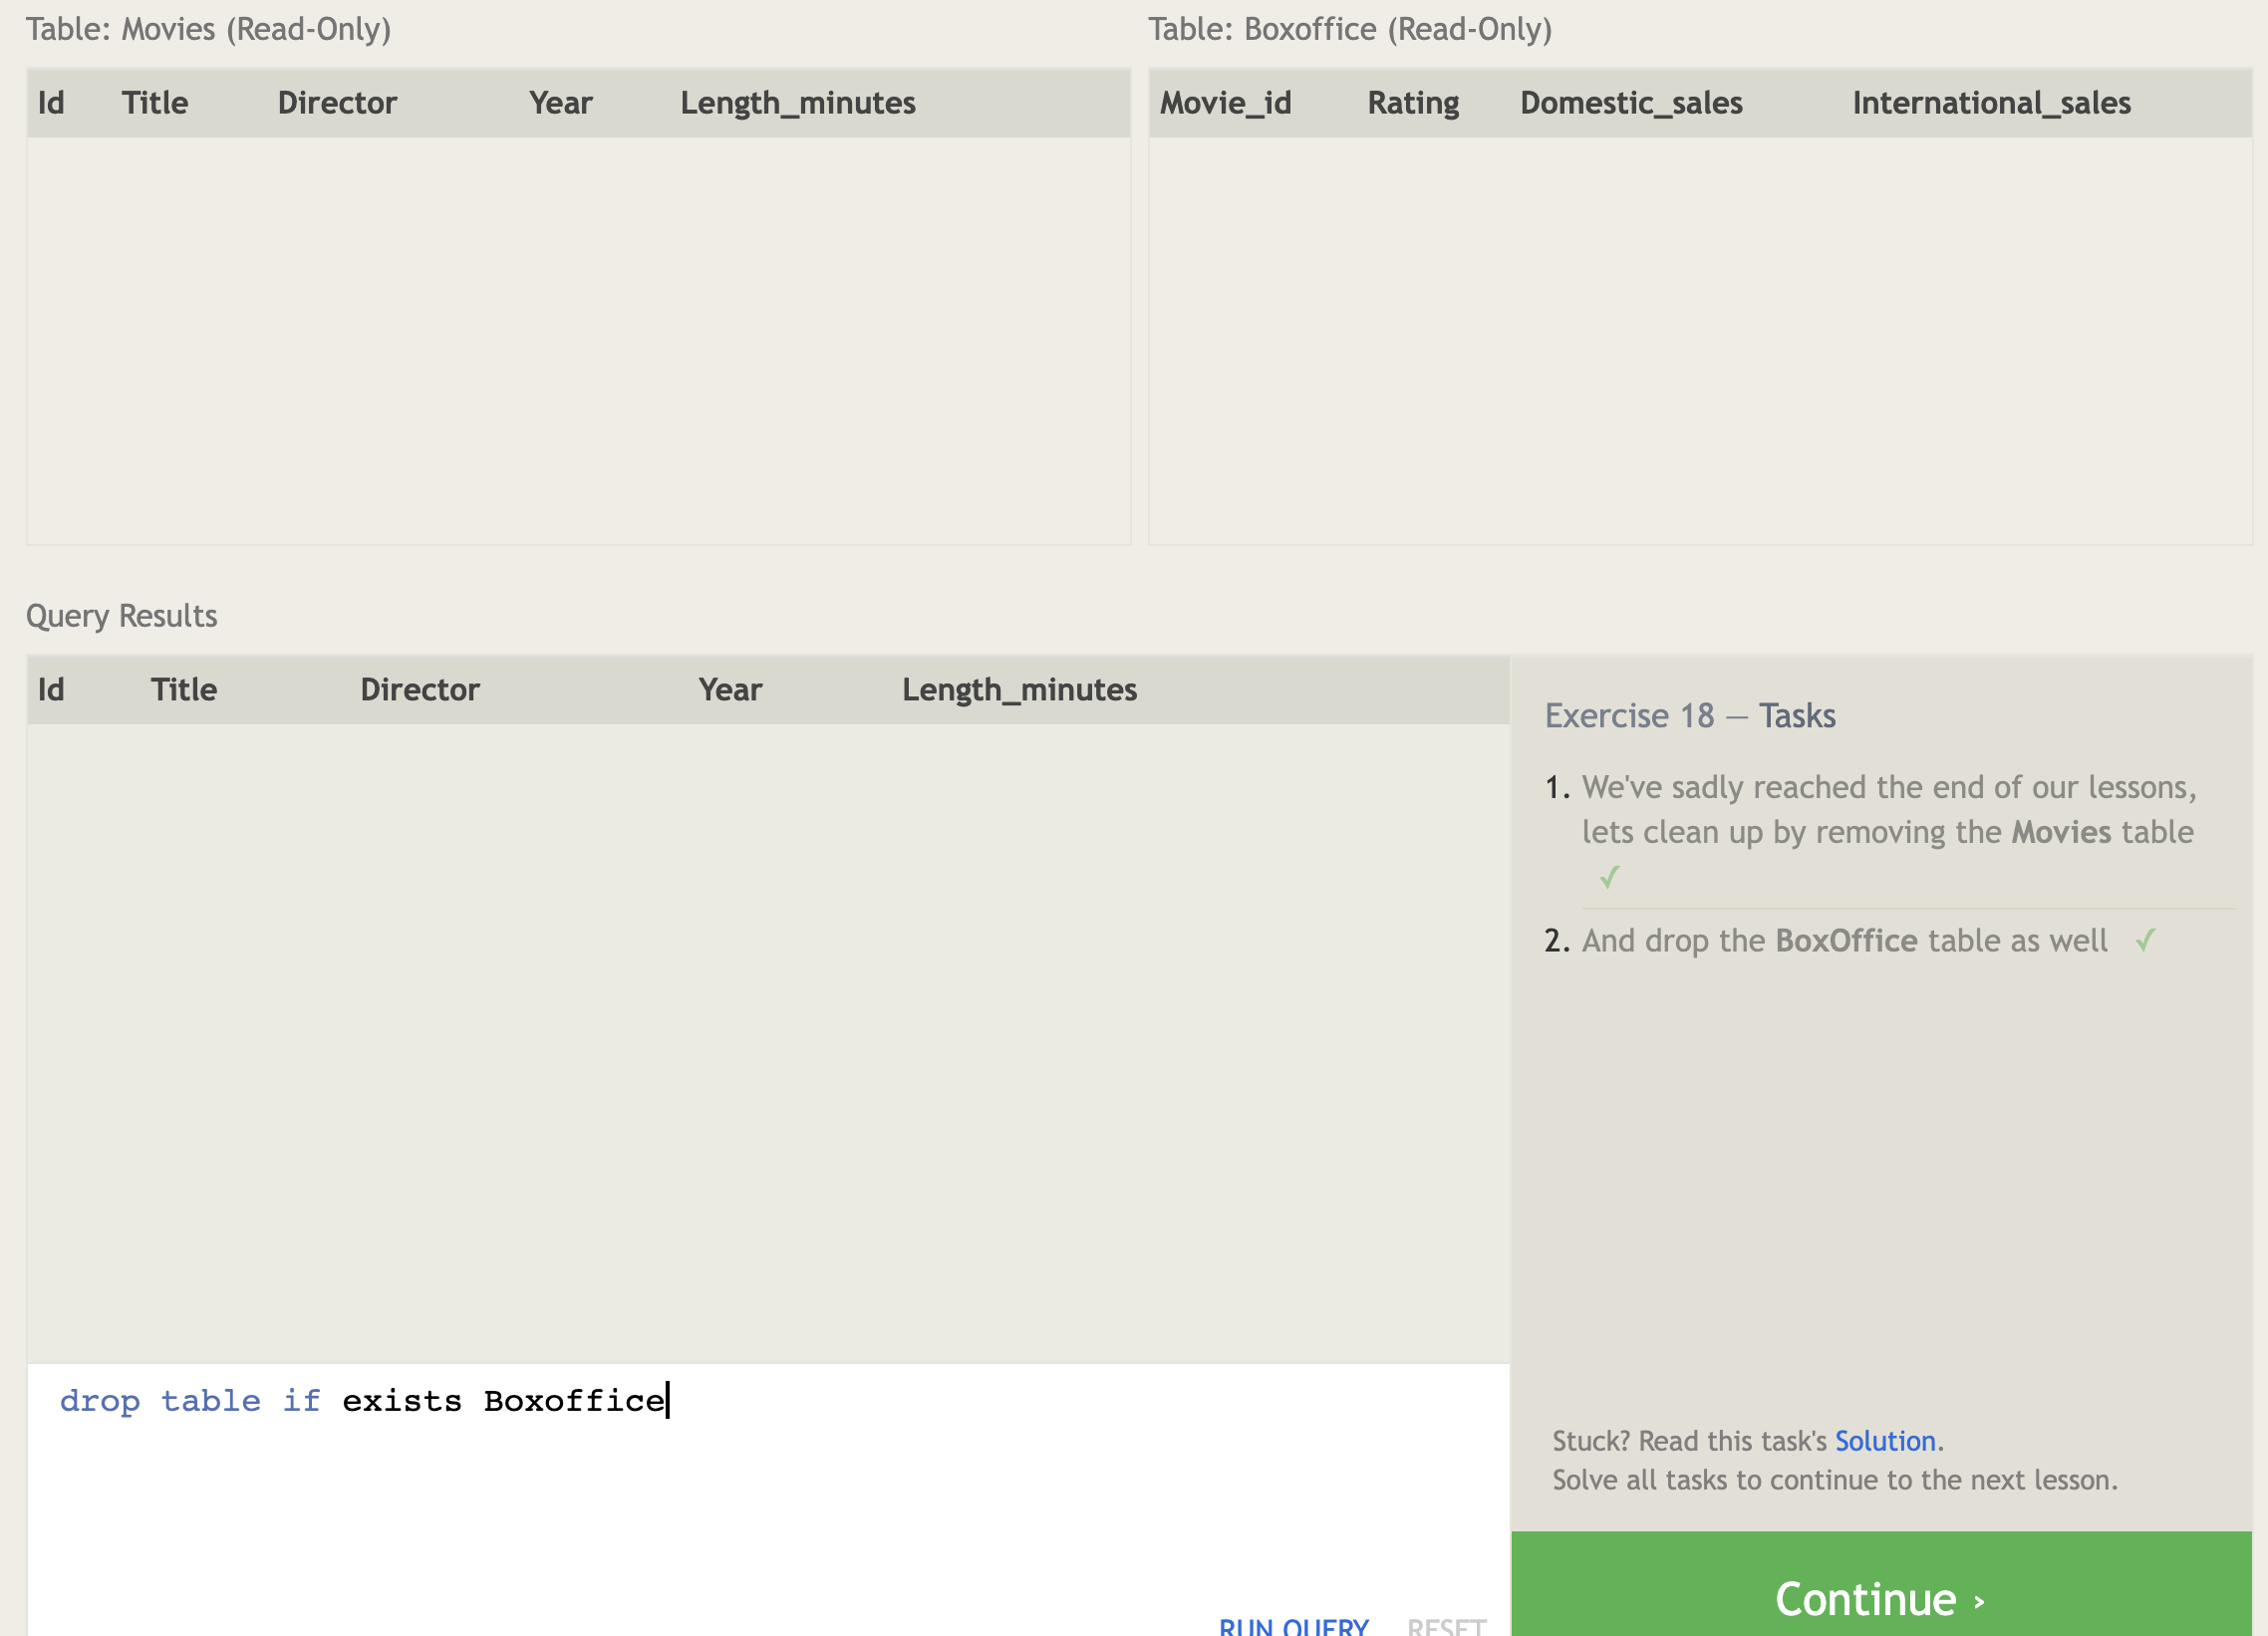 Table: Movies (Read-Only)
Table: Boxoffice (Read-Only)
Id Title Director Year Length_minutes
Movie_id Rating Domestic_sales International_sales
Query Results
Id Title Director Year Length_minutes
Exercise 18 — Tasks
1. We've sadly reached the end of our lessons,
lets clean up by removing the Movies table
✓
2. And drop the BoxOffice table as well ✓
drop table if exists Boxoffice
Stuck? Read this task's Solution.
Solve all tasks to continue to the next lesson.
RUN QUERY RESET
Continue ›